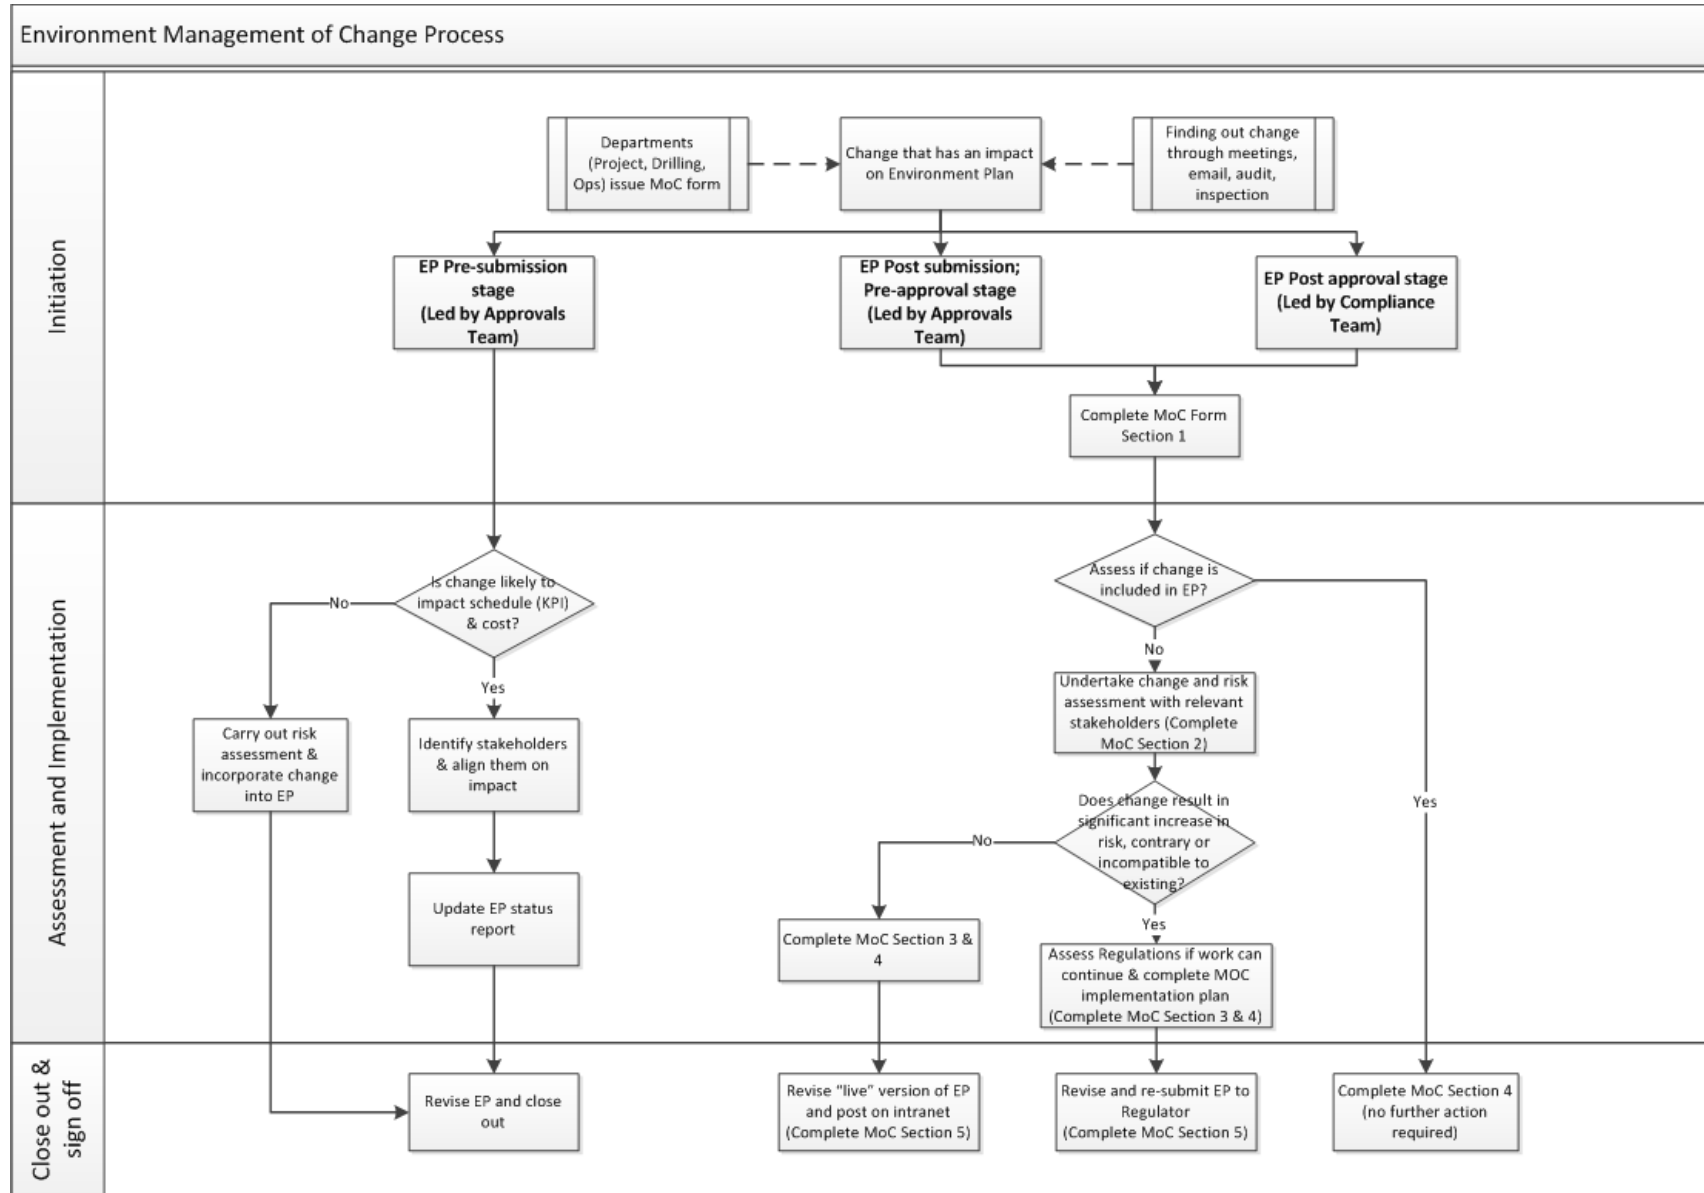 Environment Management of Change Process
Initiation
Departments
(Project, Drilling,
Ops) issue MoC form
Change that has an impact
on Environment Plan
Finding out change
through meetings,
email, audit,
inspection
EP Pre-submission
stage
(Led by Approvals
Team)
EP Post submission;
Pre-approval stage
(Led by Approvals
Team)
EP Post approval stage
(Led by Compliance
Team)
Complete MoC Form
Section 1
Assessment and Implementation
Is change likely to
impact schedule (KPI)
& cost?
No
Yes
Carry out risk
assessment &
incorporate change
into EP
Identify stakeholders
& align them on
impact
Update EP status
report
Assess if change is
included in EP?
No
Yes
Undertake change and risk
assessment with relevant
stakeholders (Complete
MoC Section 2)
Does change result in
significant increase in
risk, contrary or
incompatible to
existing?
No
Yes
Complete MoC Section 3 &
4
Assess Regulations if work can
continue & complete MOC
implementation plan
(Complete MoC Section 3 & 4)
Close out &
sign off
Revise EP and close
out
Revise "live" version of EP
and post on intranet
(Complete MoC Section 5)
Revise and re-submit EP to
Regulator
(Complete MoC Section 5)
Complete MoC Section 4
(no further action
required)